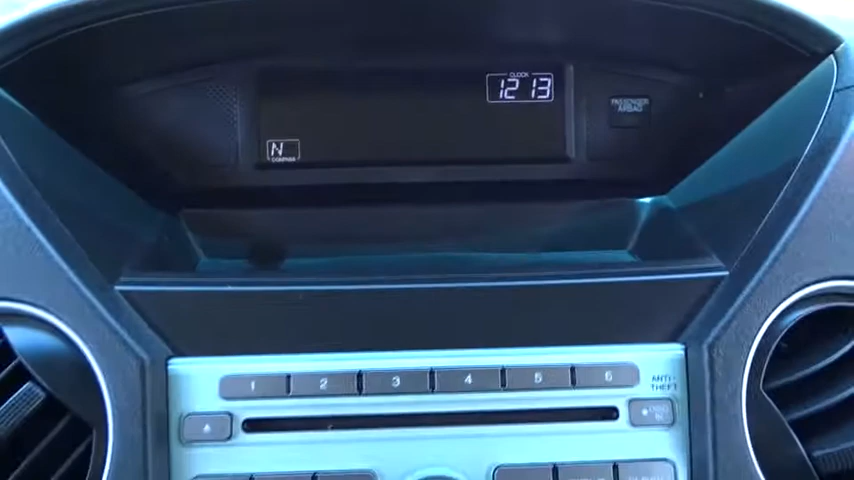 CLOCK
12 13
PASSENGER
AIRBAG
N
COMPASS
1 2 3 4 5 6
ANTI-
THEFT